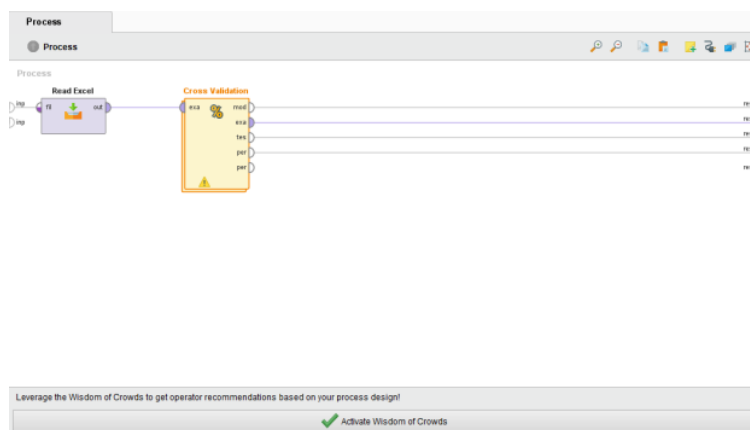 Process
Process
Process
Read Excel
Cross Validation
inp
fil
out
exa
mod
inp
exa
tes
per
per
Leverage the Wisdom of Crowds to get operator recommendations based on your process design!
Activate Wisdom of Crowds